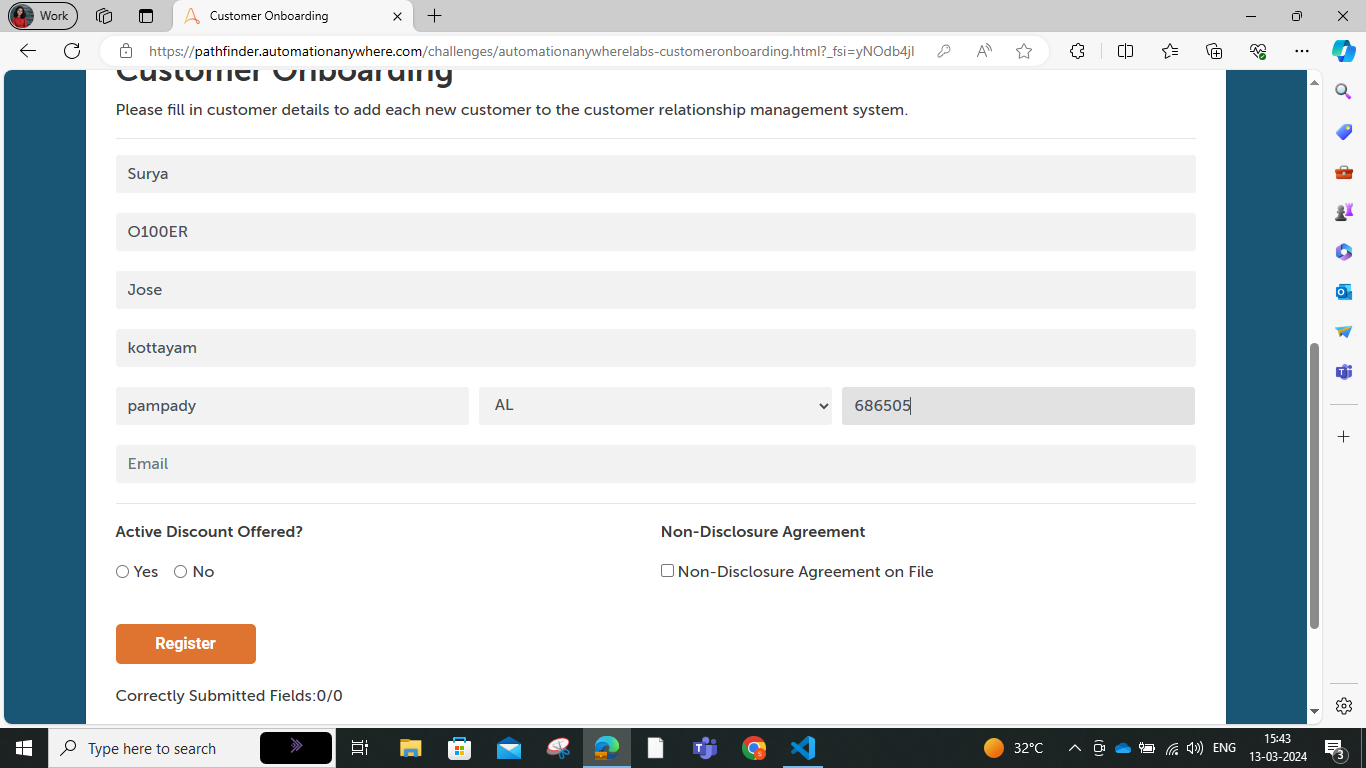 Work
Customer Onboarding
https://pathfinder.automationanywhere.com/challenges/automationanywherelabs-customeronboarding.html?_fsi=yNOdb4jI
Customer Onboarding
Please fill in customer details to add each new customer to the customer relationship management system.
Surya
O100ER
Jose
kottayam
pampady AL 686505
Email
Active Discount Offered? Non-Disclosure Agreement
Yes No Non-Disclosure Agreement on File
Register
Correctly Submitted Fields:0/0
Type here to search
32°C ENG 15:43
13-03-2024 3